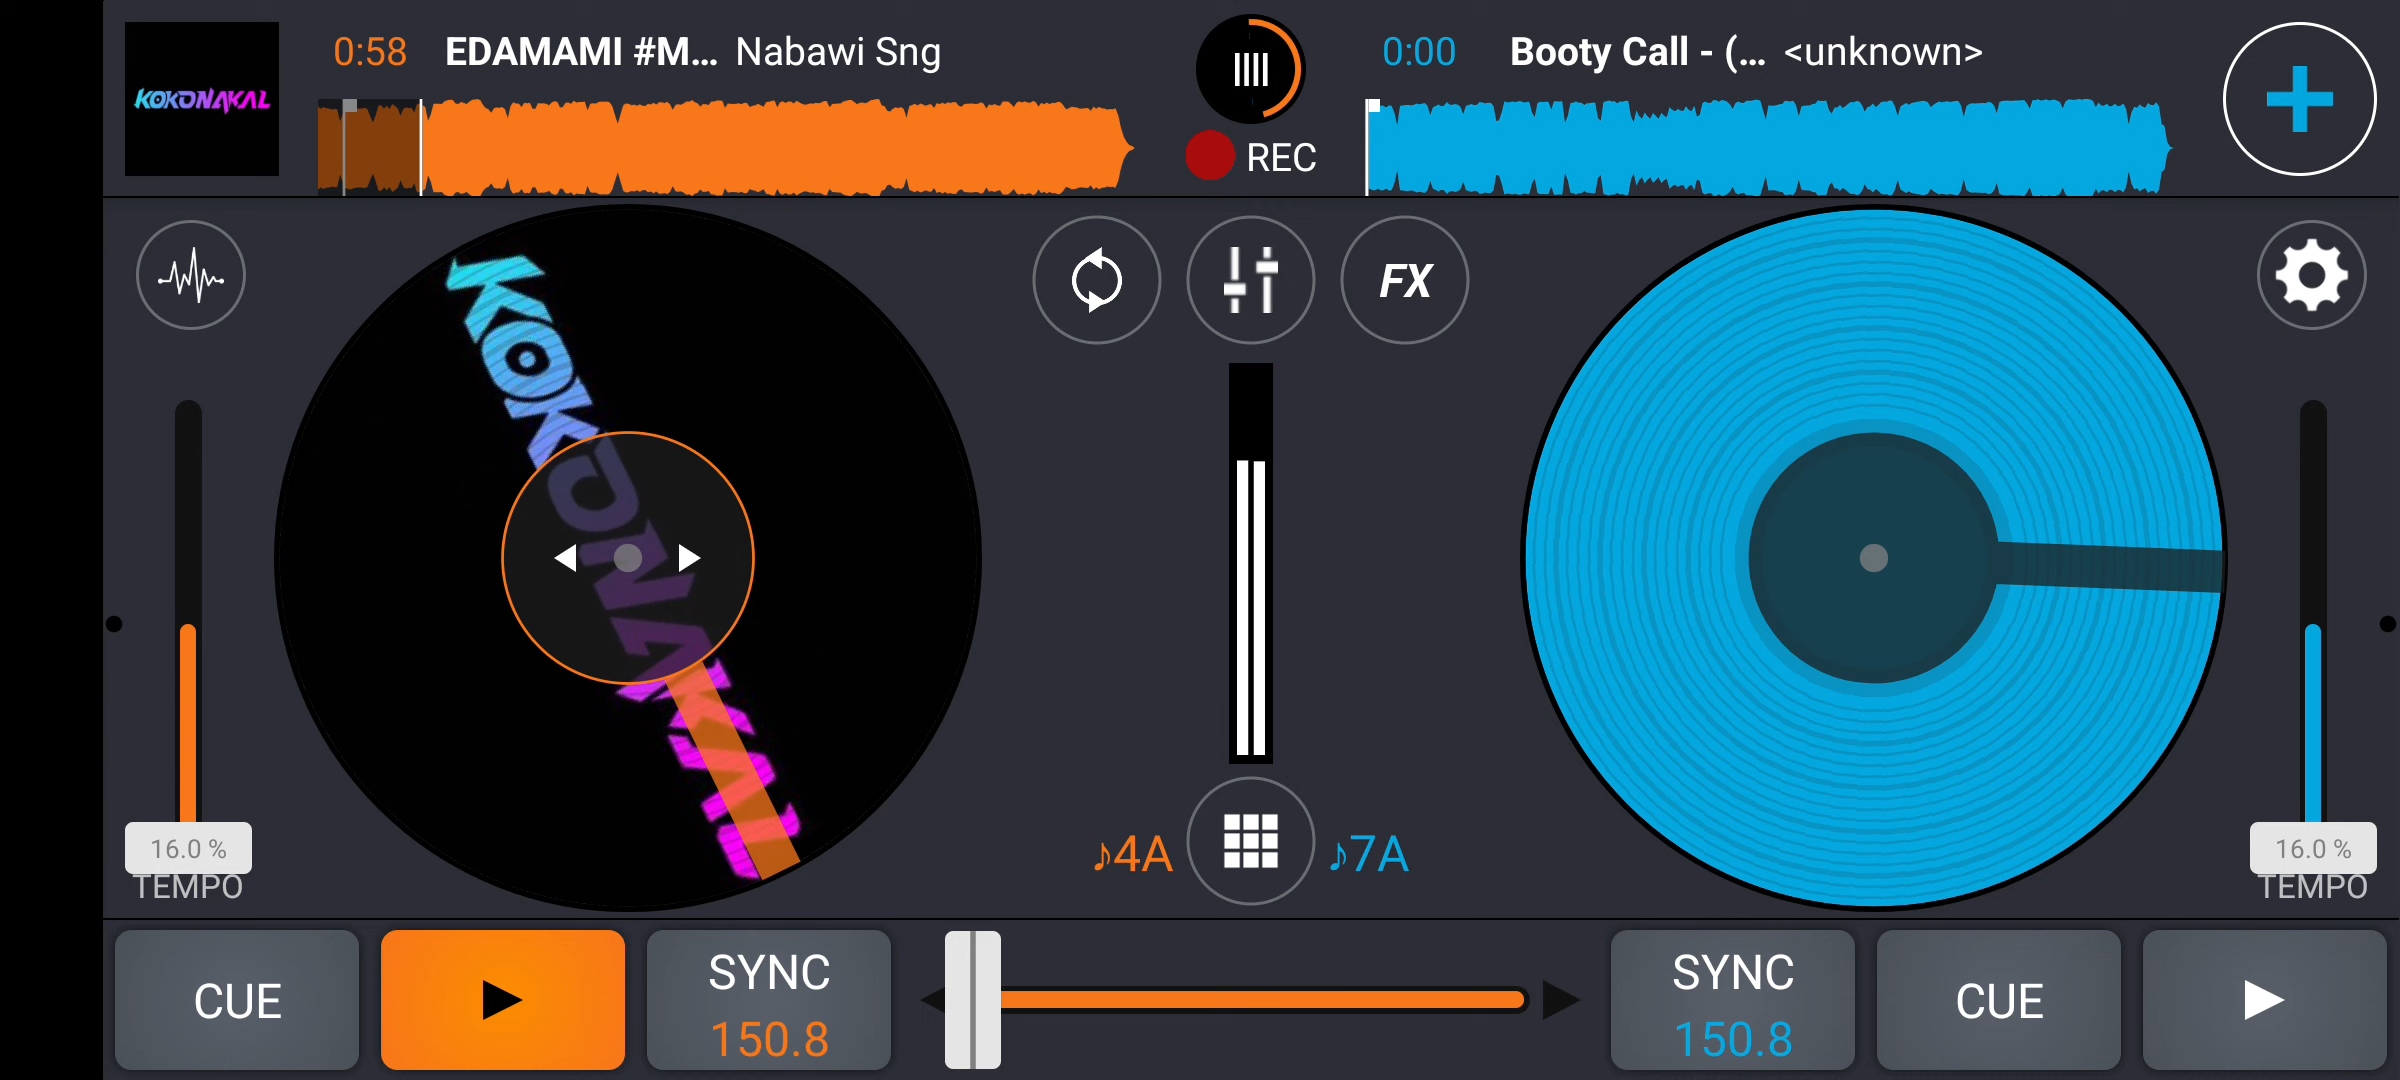 KOKONAKAL
0:58 EDAMAMI #M... Nabawi Sng
0:00 Booty Call - (... <unknown>
REC
FX
KOKONAKAL
16.0 %
TEMPO
♪4A
♪7A
16.0 %
TEMPO
CUE
SYNC
150.8
SYNC
150.8
CUE